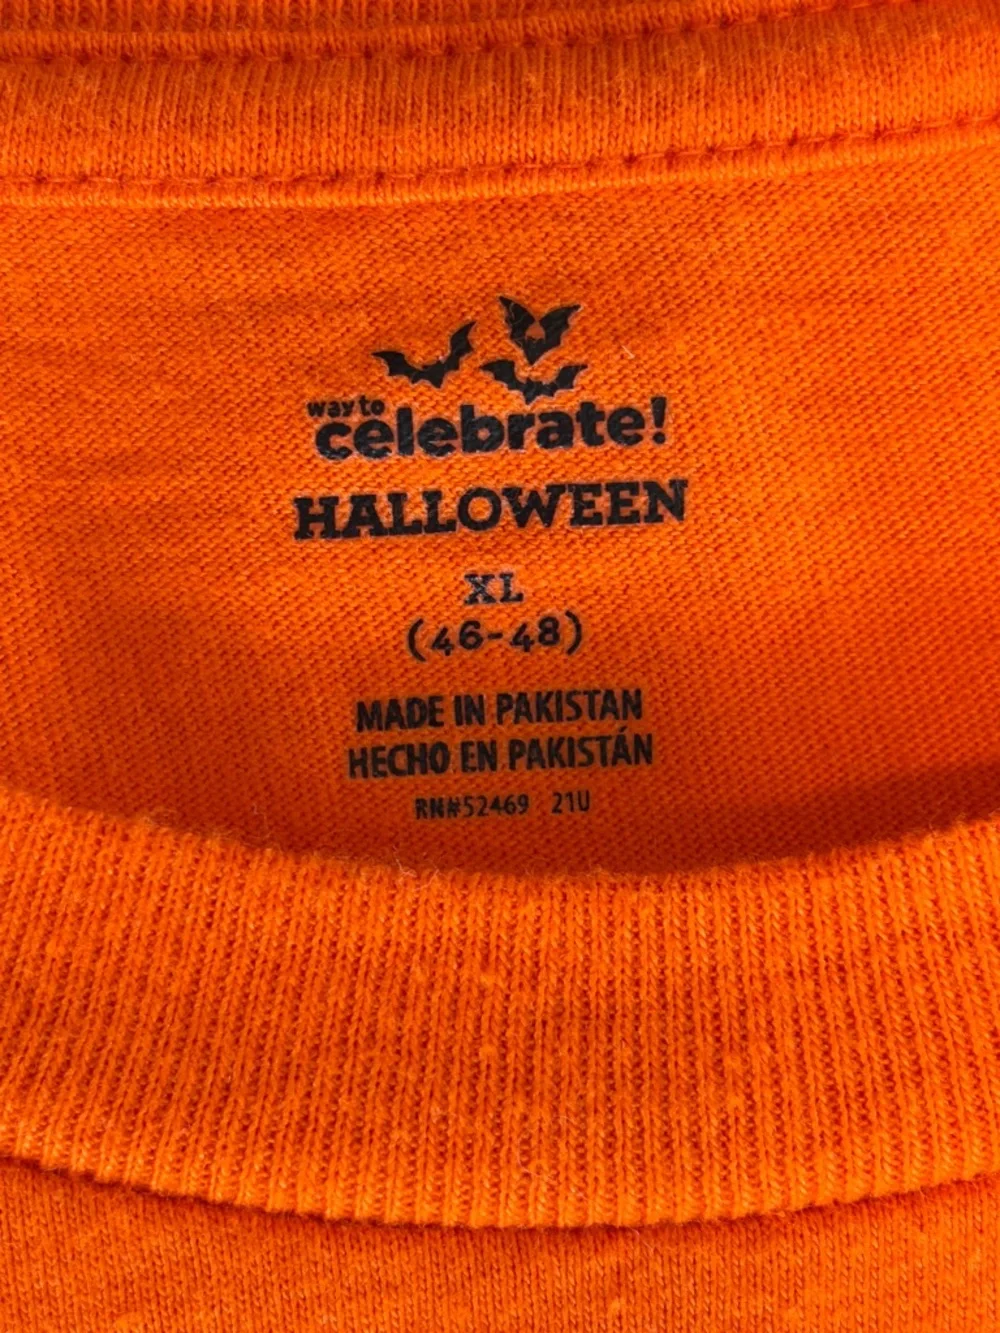 way to
celebrate!
HALLOWEEN
XL
(46-48)
MADE IN PAKISTAN
HECHO EN PAKISTÁN
RN#52469 21U